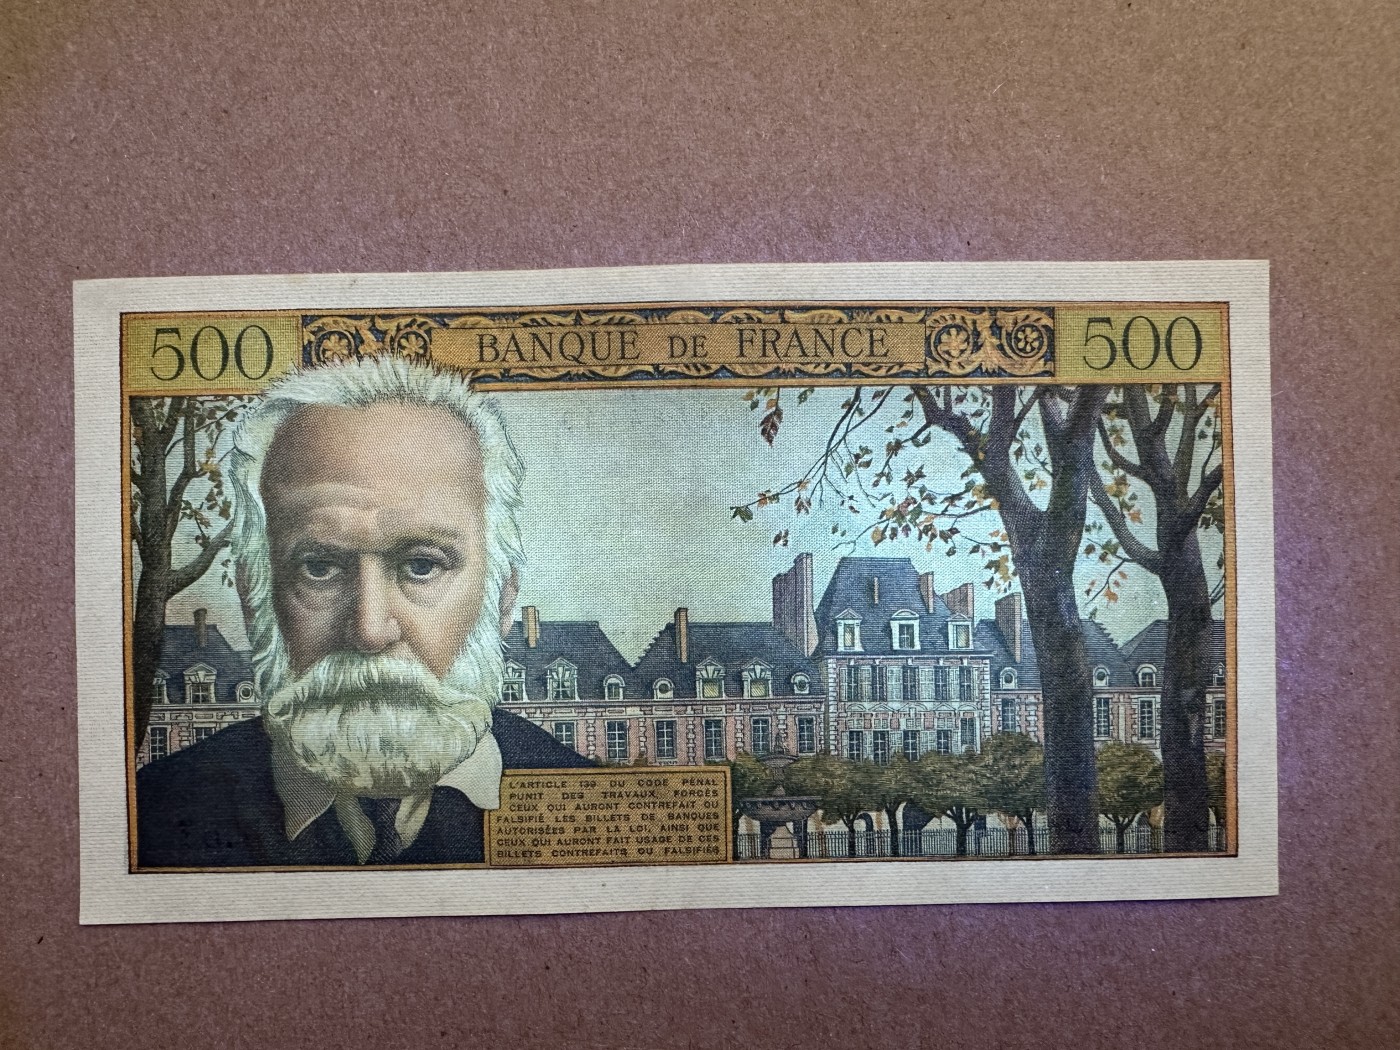 500 BANQUE DE FRANCE 500
L'ARTICLE 139 DU CODE PÉNAL
PUNIT DES TRAVAUX FORCÉS
CEUX QUI AURONT CONTREFAIT OU
FALSIFIÉ LES BILLETS DE BANQUES
AUTORISÉES PAR LA LOI, AINSI QUE
CEUX QUI AURONT FAIT USAGE DE CES
BILLETS CONTREFAITS OU FALSIFIÉS